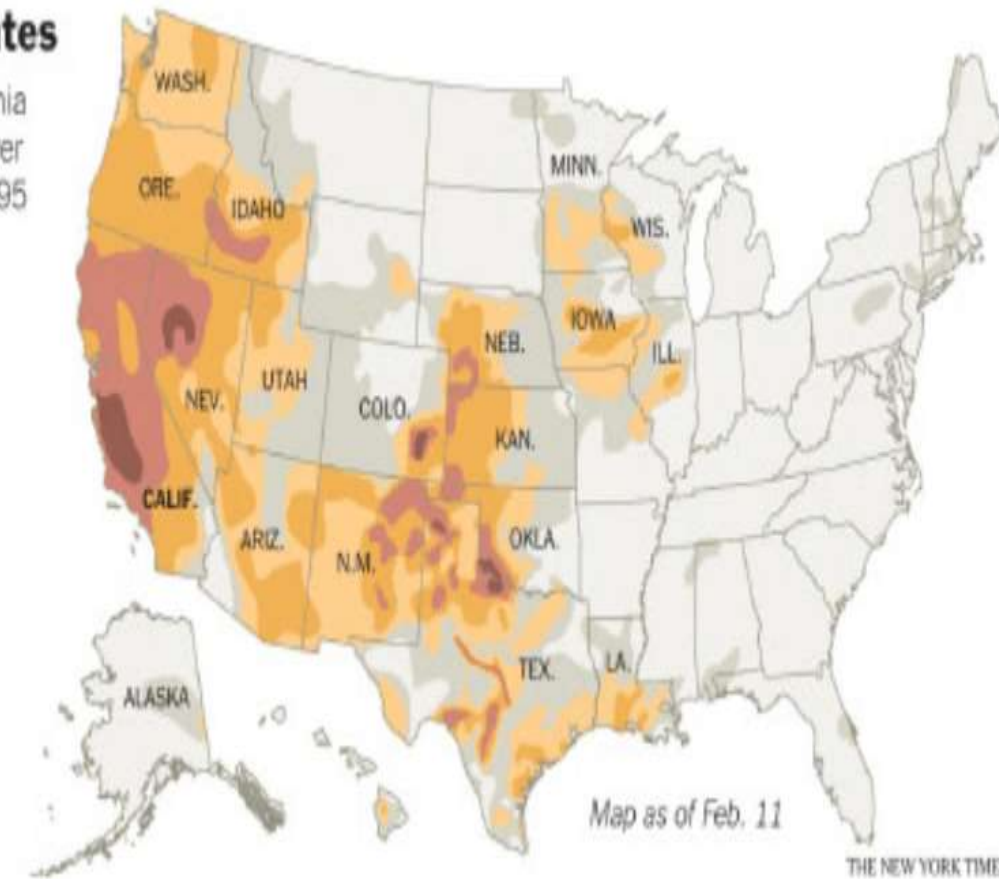 tes
nia
er
95
WASH.
ORE.
IDAHO
MINN.
WIS.
IOWA
NEB.
ILL.
UTAH
COLO.
NEV.
KAN.
CALIF.
ARIZ.
N.M.
OKLA.
TEX.
LA.
ALASKA
Map as of Feb. 11
THE NEW YORK TIME